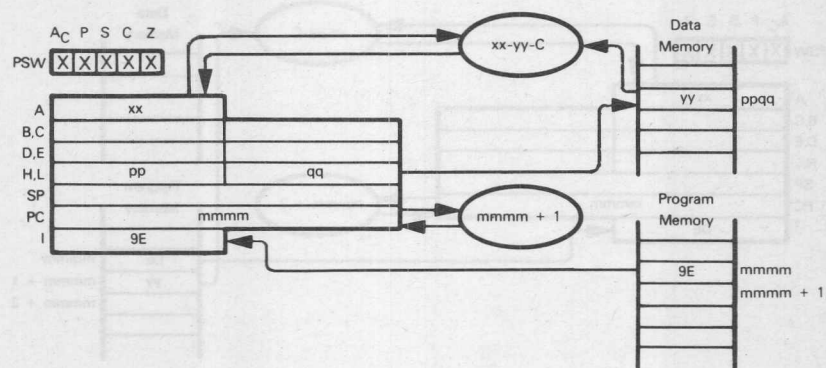 AC P S C Z
PSW X X X X X
xx-yy-C
Data
Memory
A xx
yy ppqq
B,C
D,E
H,L pp qq
SP
PC mmmm
mmmm + 1
I 9E
Program
Memory
9E mmmm
mmmm + 1